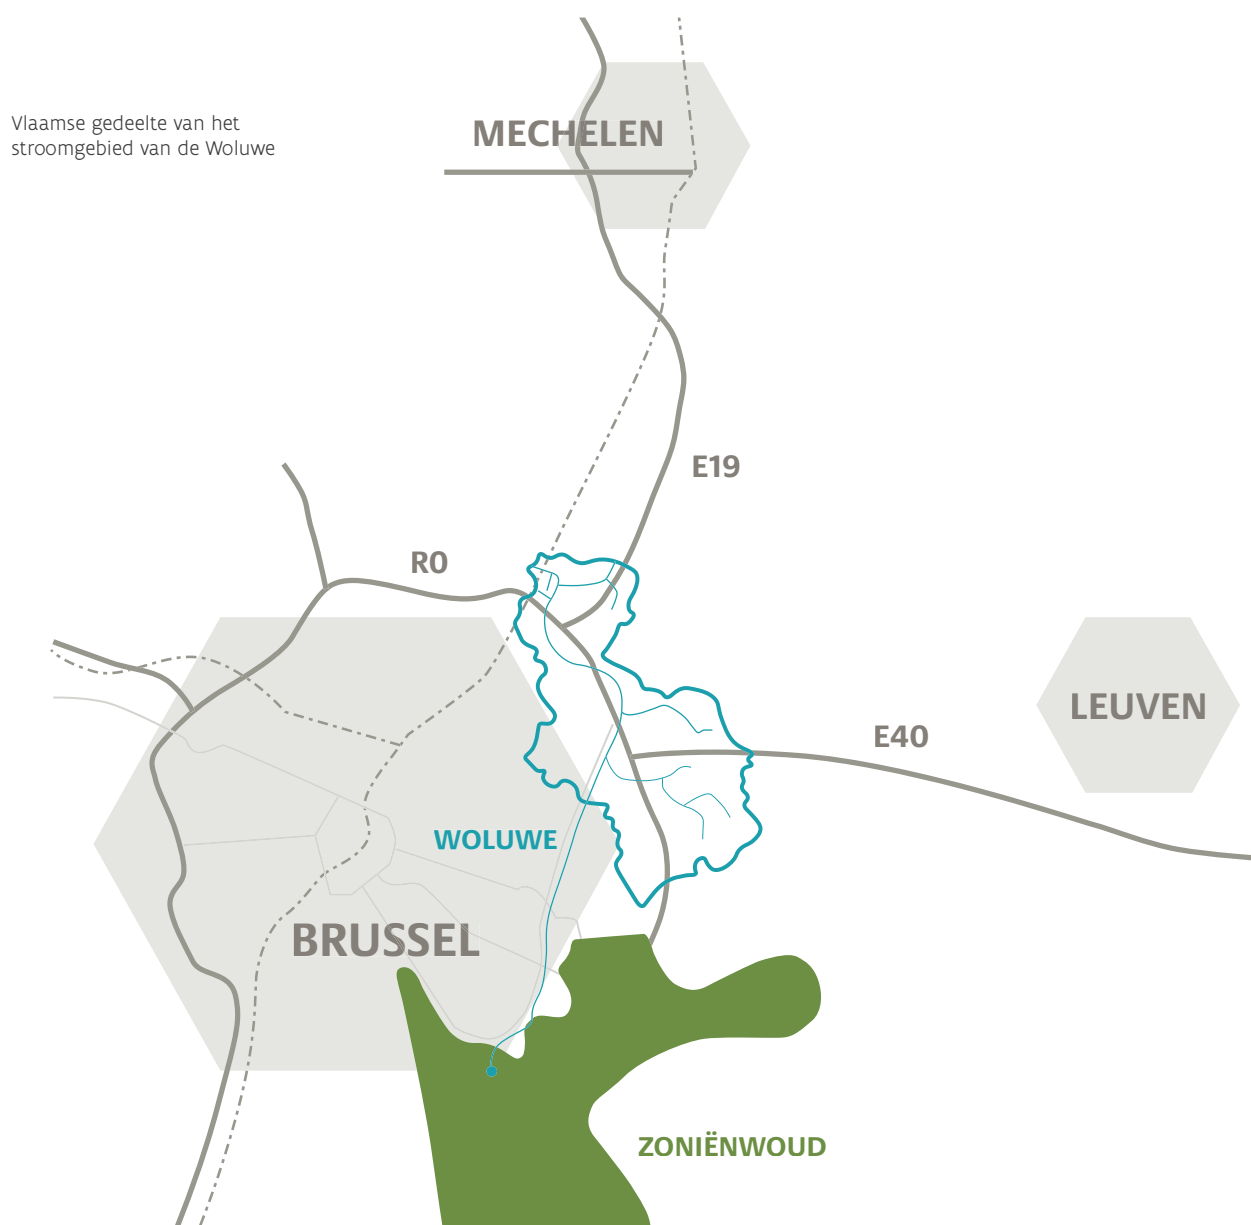 Vlaamse gedeelte van het
stroomgebied van de Woluwe
MECHELEN
E19
R0
LEUVEN
E40
WOLUWE
BRUSSEL
ZONIËNWOUD